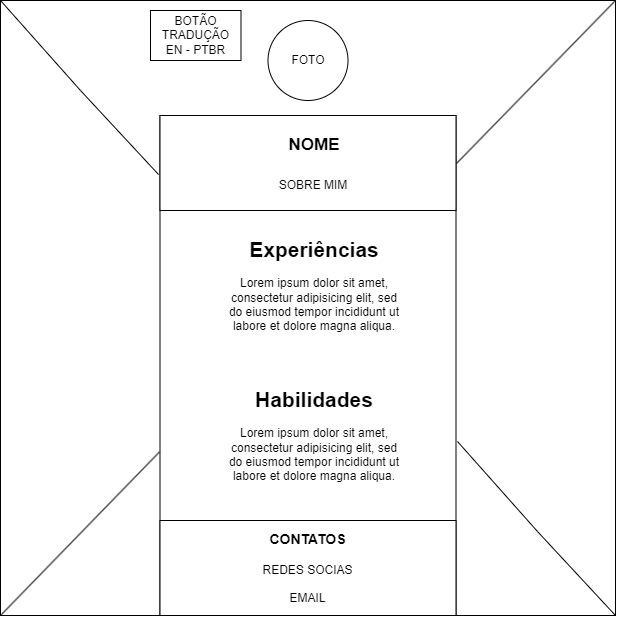 BOTÃO
TRADUÇÃO
EN - PTBR
FOTO
NOME
SOBRE MIM
Experiências
Lorem ipsum dolor sit amet,
consectetur adipisicing elit, sed
do eiusmod tempor incididunt ut
labore et dolore magna aliqua.
Habilidades
Lorem ipsum dolor sit amet,
consectetur adipisicing elit, sed
do eiusmod tempor incididunt ut
labore et dolore magna aliqua.
CONTATOS
REDES SOCIAS
EMAIL